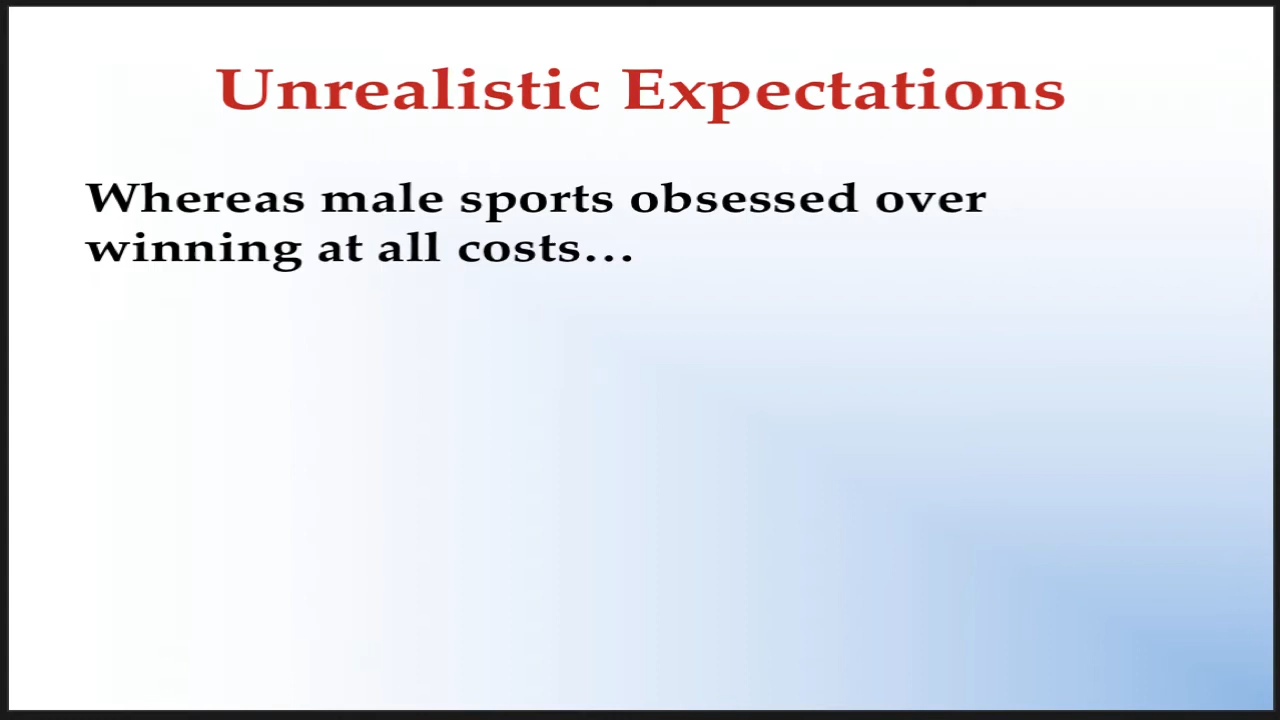 Unrealistic Expectations
Whereas male sports obsessed over
winning at all costs…